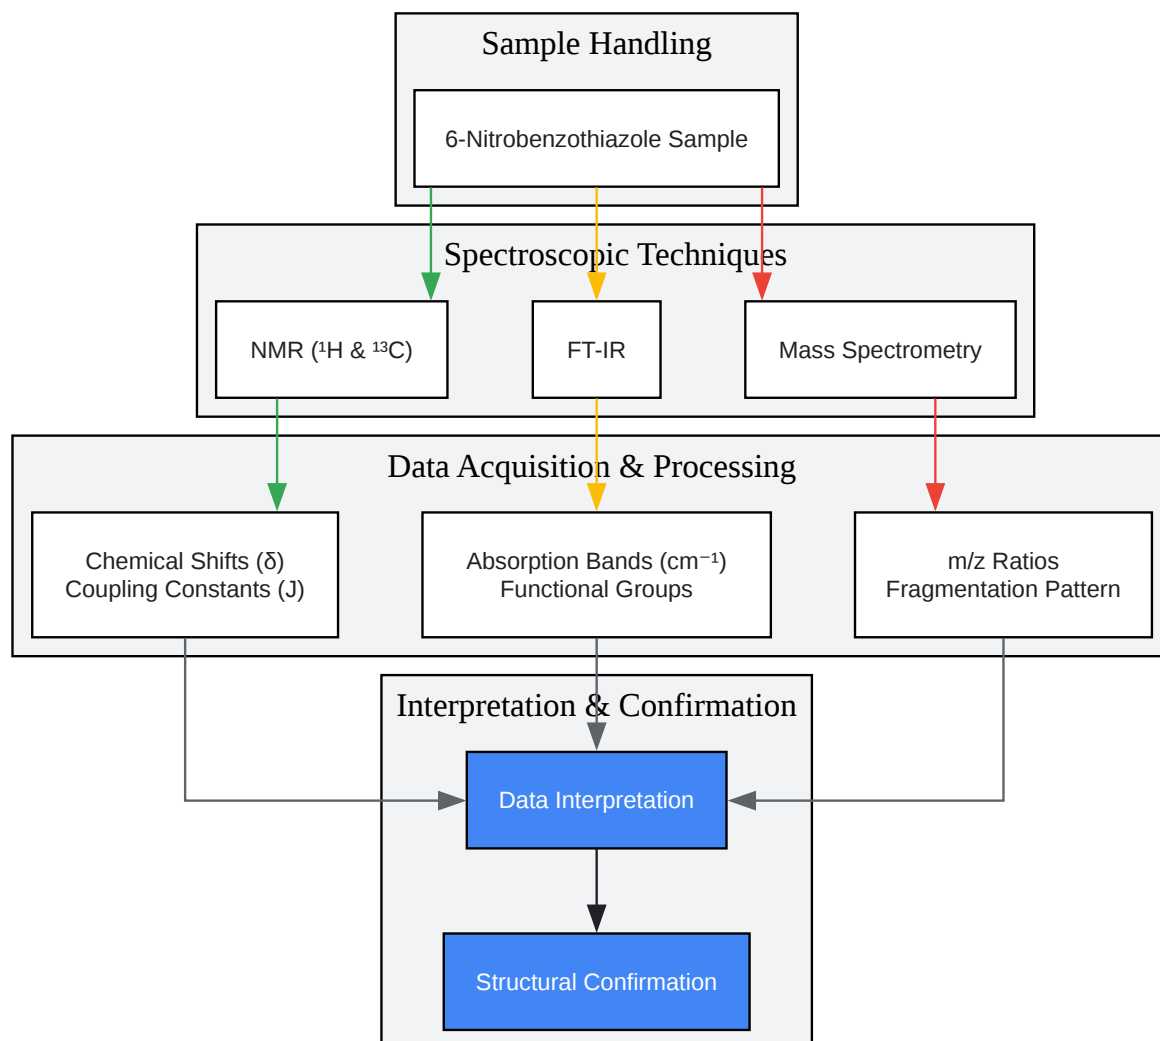 Sample Handling
6-Nitrobenzothiazole Sample
Spectroscopic Techniques
NMR (¹H & ¹³C)
FT-IR
Mass Spectrometry
Data Acquisition & Processing
Chemical Shifts (δ)
Coupling Constants (J)
Absorption Bands (cm⁻¹)
Functional Groups
m/z Ratios
Fragmentation Pattern
Interpretation & Confirmation
Data Interpretation
Structural Confirmation